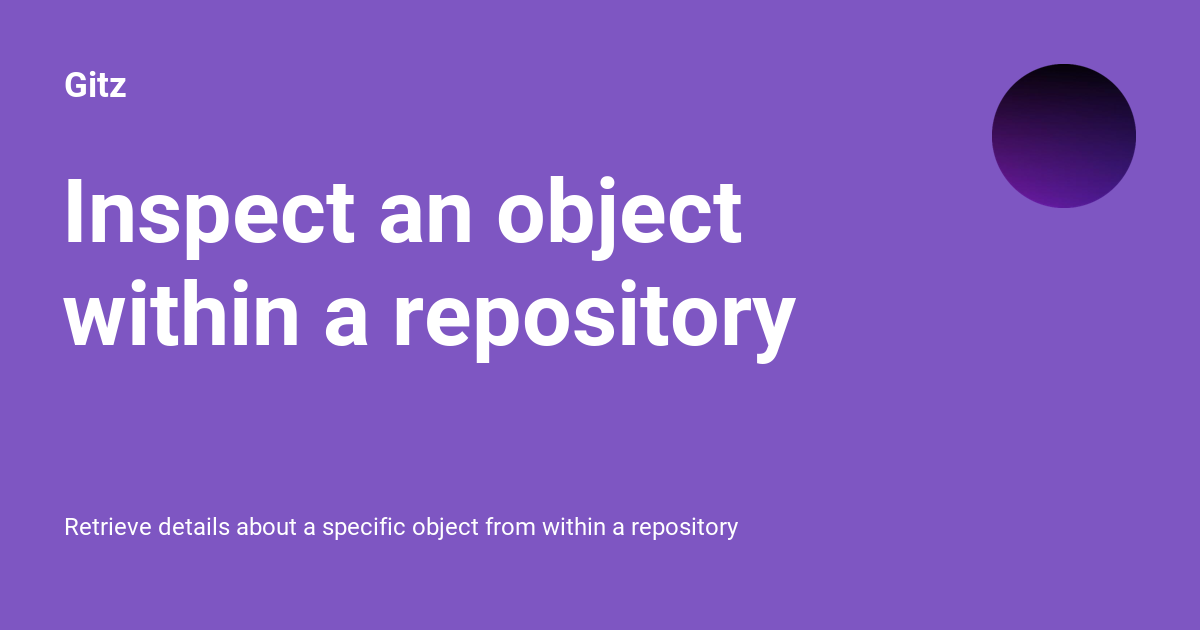 Gitz
Inspect an object
within a repository
Retrieve details about a specific object from within a repository